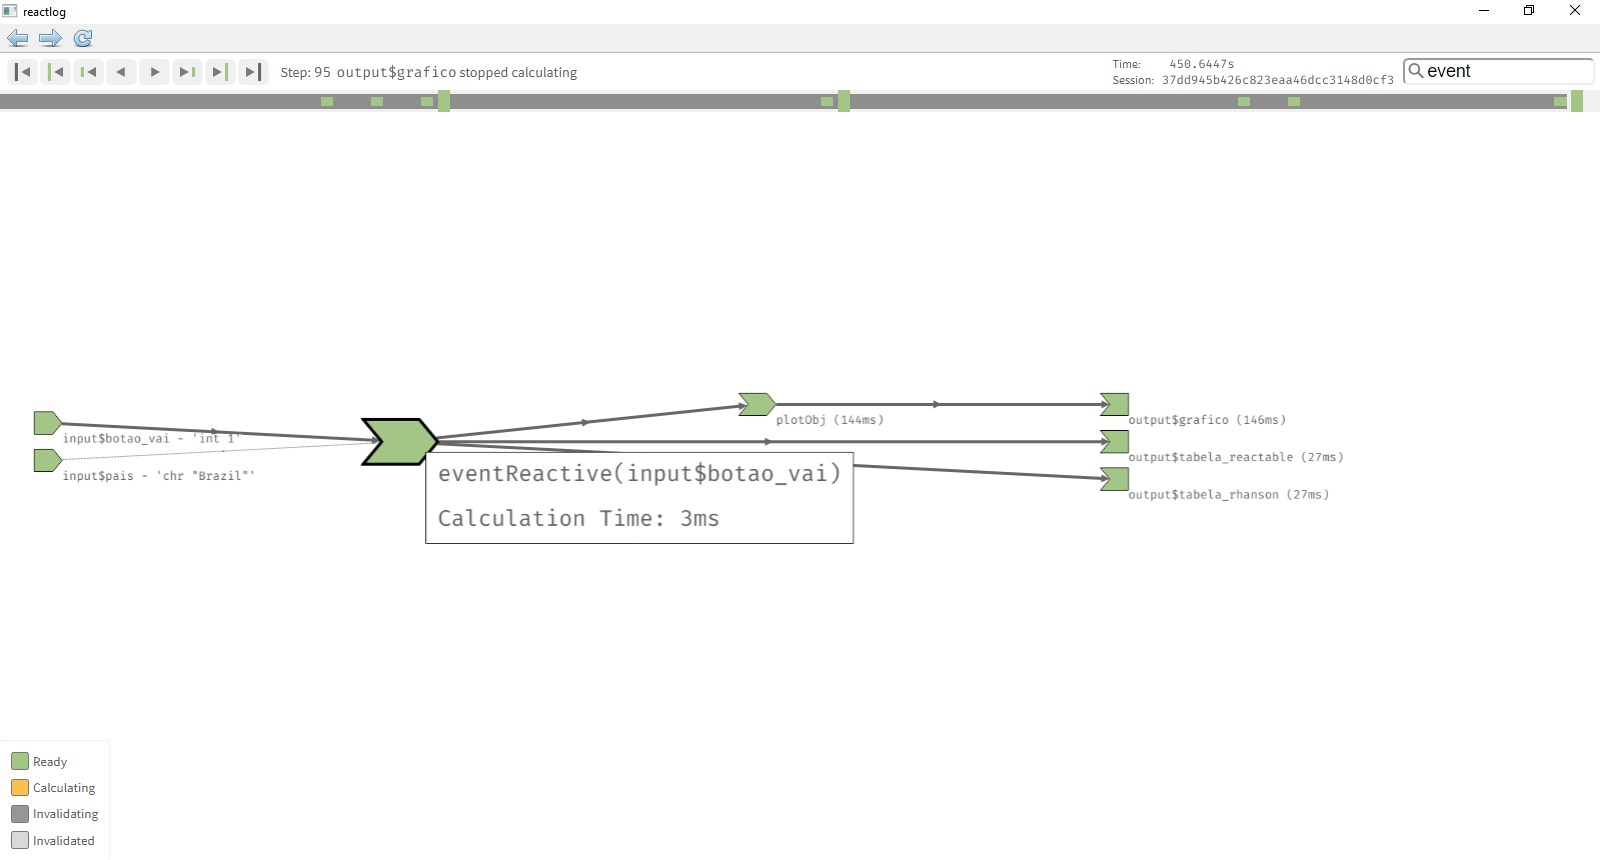 reactlog
Step: 95 output$grafico stopped calculating
Time: 450.6447s
Session: 37dd945b426c823eaa46dcc3148d0cf3
event
plotObj (144ms)
output$grafico (146ms)
input$botao_vai - 'int 1'
output$tabela_reactable (27ms)
input$pais - 'chr "Brazil"'
eventReactive(input$botao_vai)
Calculation Time: 3ms
output$tabela_rhanson (27ms)
Ready
Calculating
Invalidating
Invalidated